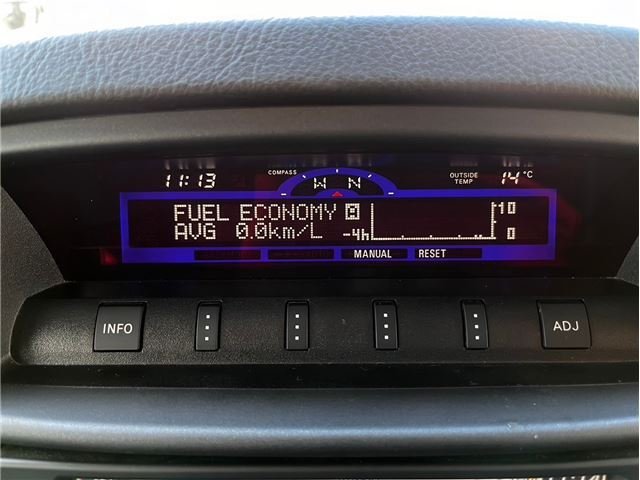 11:13 COMPASS W N OUTSIDE TEMP 14°C
FUEL ECONOMY 10
AVG 0.0km/L -4h 0
MANUAL RESET
INFO ADJ